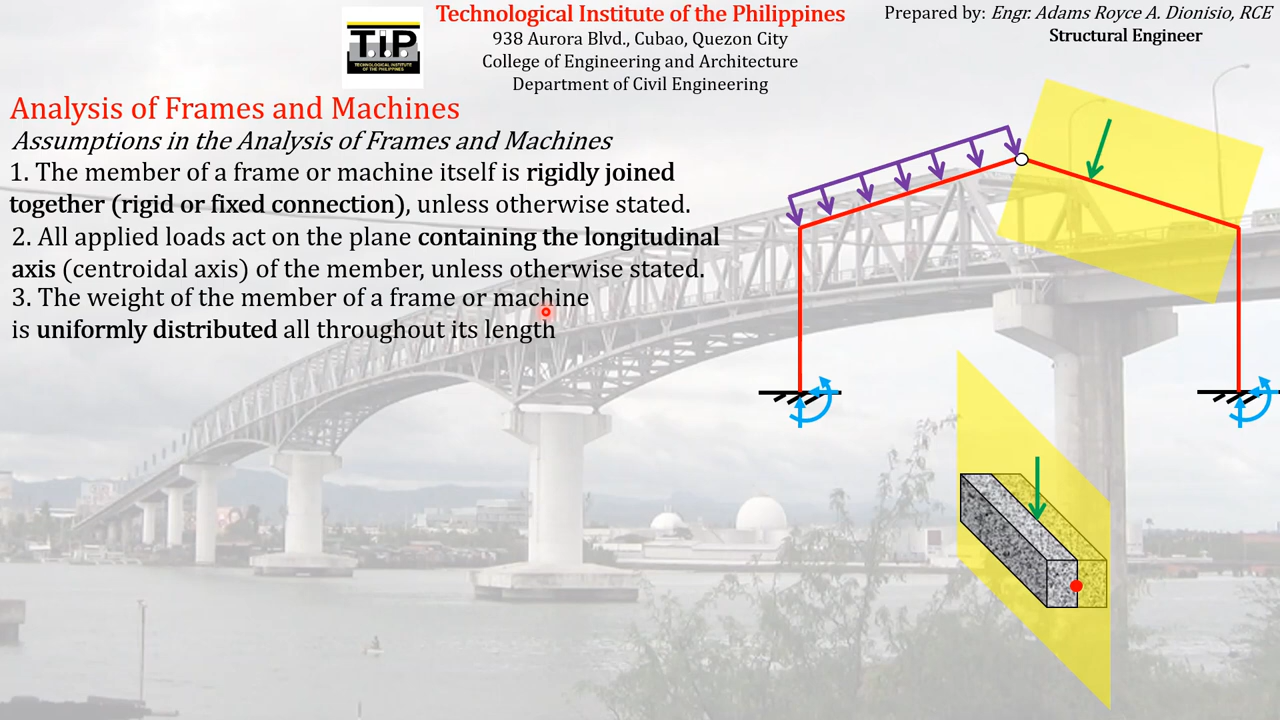 Technological Institute of the Philippines
938 Aurora Blvd., Cubao, Quezon City
College of Engineering and Architecture
Department of Civil Engineering
Prepared by: Engr. Adams Royce A. Dionisio, RCE
Structural Engineer
TiP
TECHNOLOGICAL INSTITUTE
OF THE PHILIPPINES
Analysis of Frames and Machines
Assumptions in the Analysis of Frames and Machines
1. The member of a frame or machine itself is rigidly joined
together (rigid or fixed connection), unless otherwise stated.
2. All applied loads act on the plane containing the longitudinal
axis (centroidal axis) of the member, unless otherwise stated.
3. The weight of the member of a frame or machine
is uniformly distributed all throughout its length